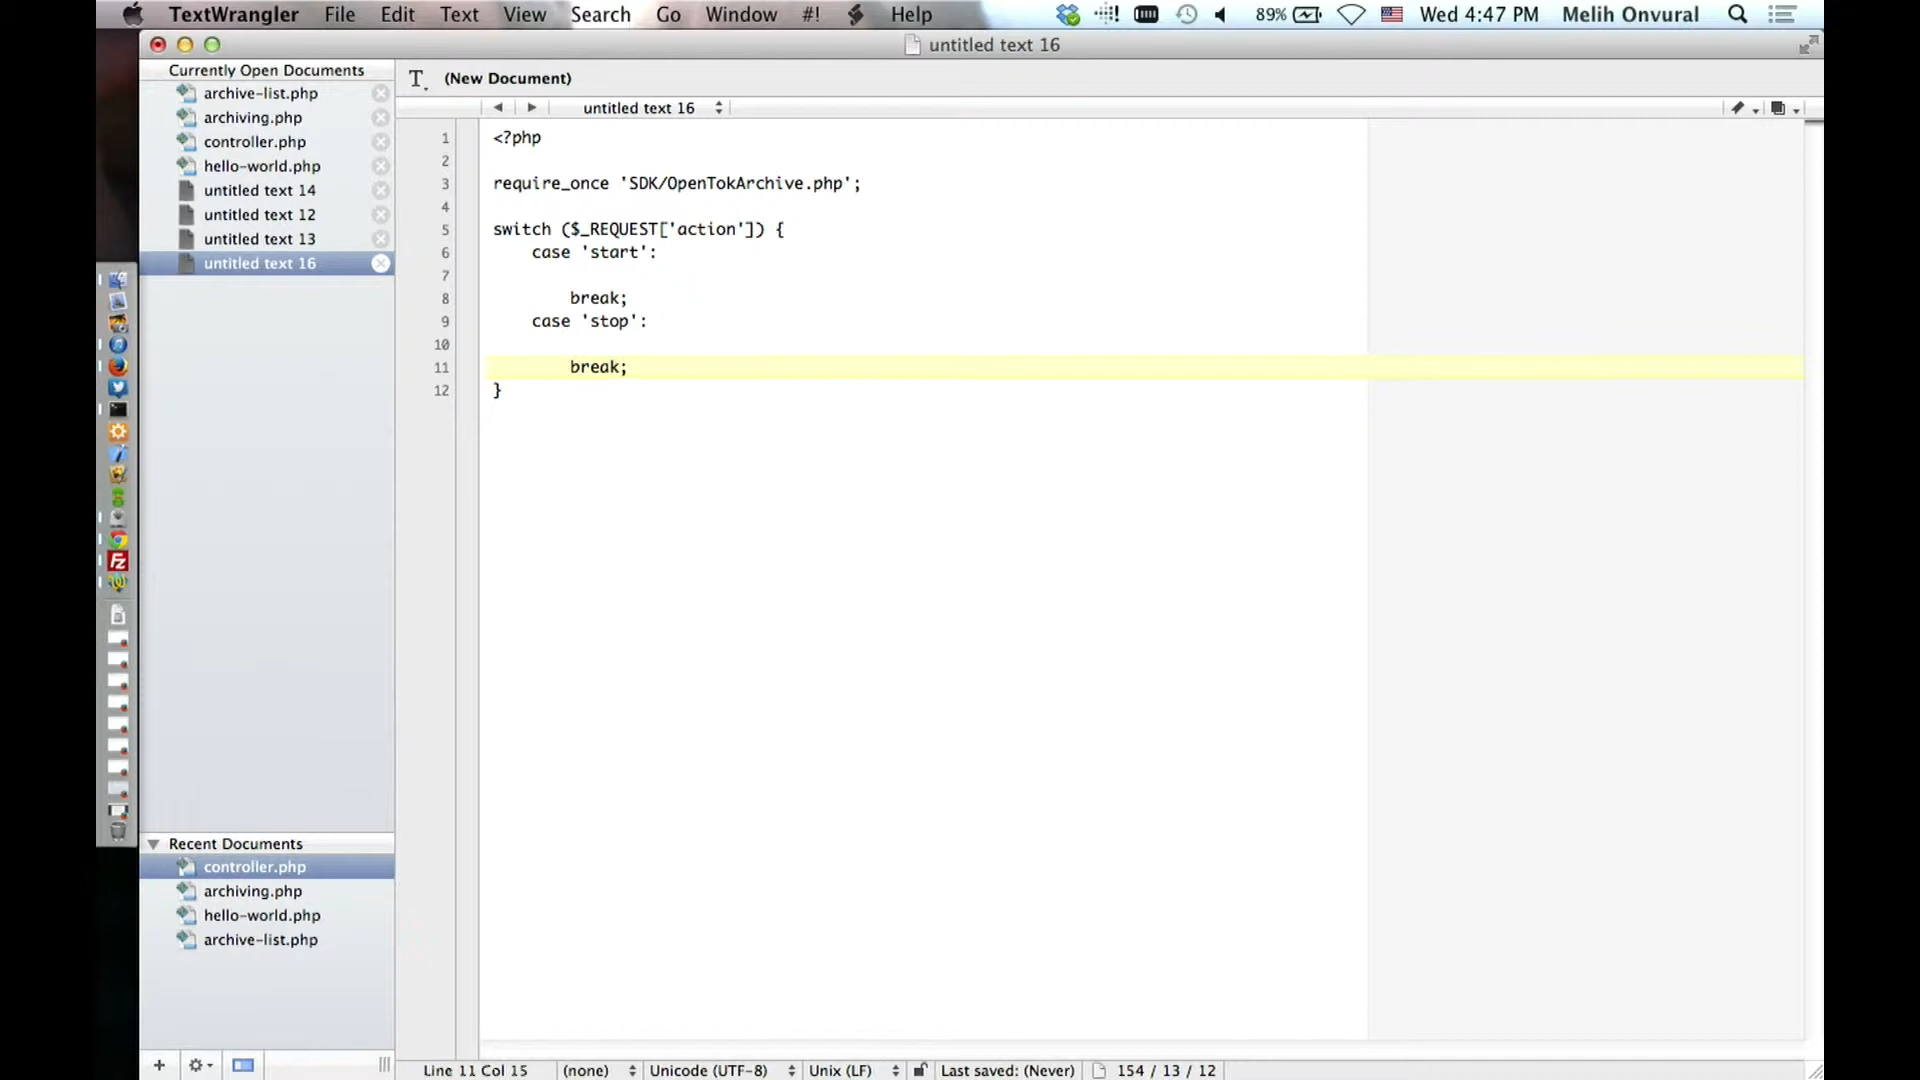 TextWrangler File Edit Text View Search Go Window #! Help 89% Wed 4:47 PM Melih Onvural
untitled text 16
Currently Open Documents
archive-list.php
archiving.php
controller.php
hello-world.php
untitled text 14
untitled text 12
untitled text 13
untitled text 16
T. (New Document)
untitled text 16
1 <?php
2
3 require_once 'SDK/OpenTokArchive.php';
4
5 switch ($_REQUEST['action']) {
6 case 'start':
7
8 break;
9 case 'stop':
10
11 break;
12 }
Fz
Recent Documents
controller.php
archiving.php
hello-world.php
archive-list.php
Line 11 Col 15 (none) Unicode (UTF-8) Unix (LF) Last saved: (Never) 154 / 13 / 12